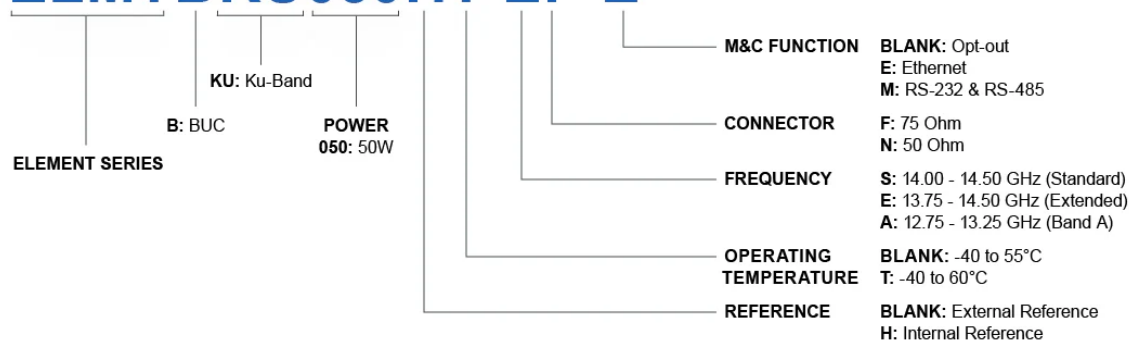 M&C FUNCTION BLANK: Opt-out
E: Ethernet
M: RS-232 & RS-485
KU: Ku-Band
B: BUC
POWER
050: 50W
ELEMENT SERIES
CONNECTOR F: 75 Ohm
N: 50 Ohm
FREQUENCY S: 14.00 - 14.50 GHz (Standard)
E: 13.75 - 14.50 GHz (Extended)
A: 12.75 - 13.25 GHz (Band A)
OPERATING BLANK: -40 to 55°C
TEMPERATURE T: -40 to 60°C
REFERENCE BLANK: External Reference
H: Internal Reference